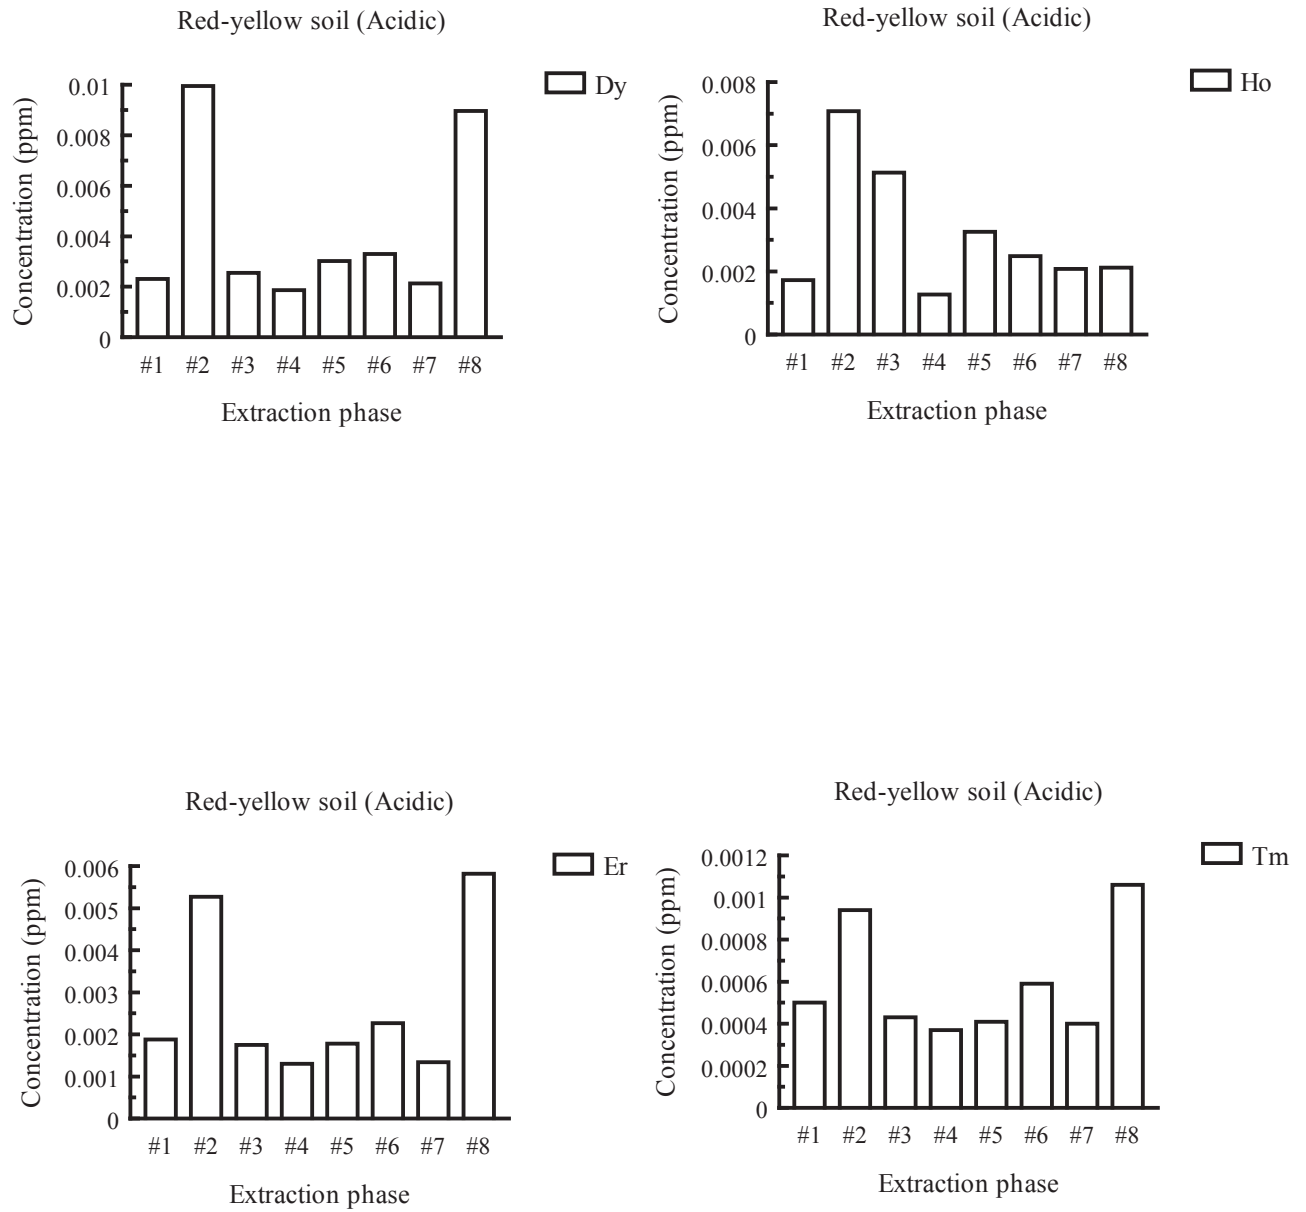 Red-yellow soil (Acidic)
Dy
Concentration (ppm)
0.01
0.008
0.006
0.004
0.002
0
#1 #2 #3 #4 #5 #6 #7 #8
Extraction phase
Red-yellow soil (Acidic)
Ho
Concentration (ppm)
0.008
0.006
0.004
0.002
0
#1 #2 #3 #4 #5 #6 #7 #8
Extraction phase
Red-yellow soil (Acidic)
Er
Concentration (ppm)
0.006
0.005
0.004
0.003
0.002
0.001
0
#1 #2 #3 #4 #5 #6 #7 #8
Extraction phase
Red-yellow soil (Acidic)
Tm
Concentration (ppm)
0.0012
0.001
0.0008
0.0006
0.0004
0.0002
0
#1 #2 #3 #4 #5 #6 #7 #8
Extraction phase